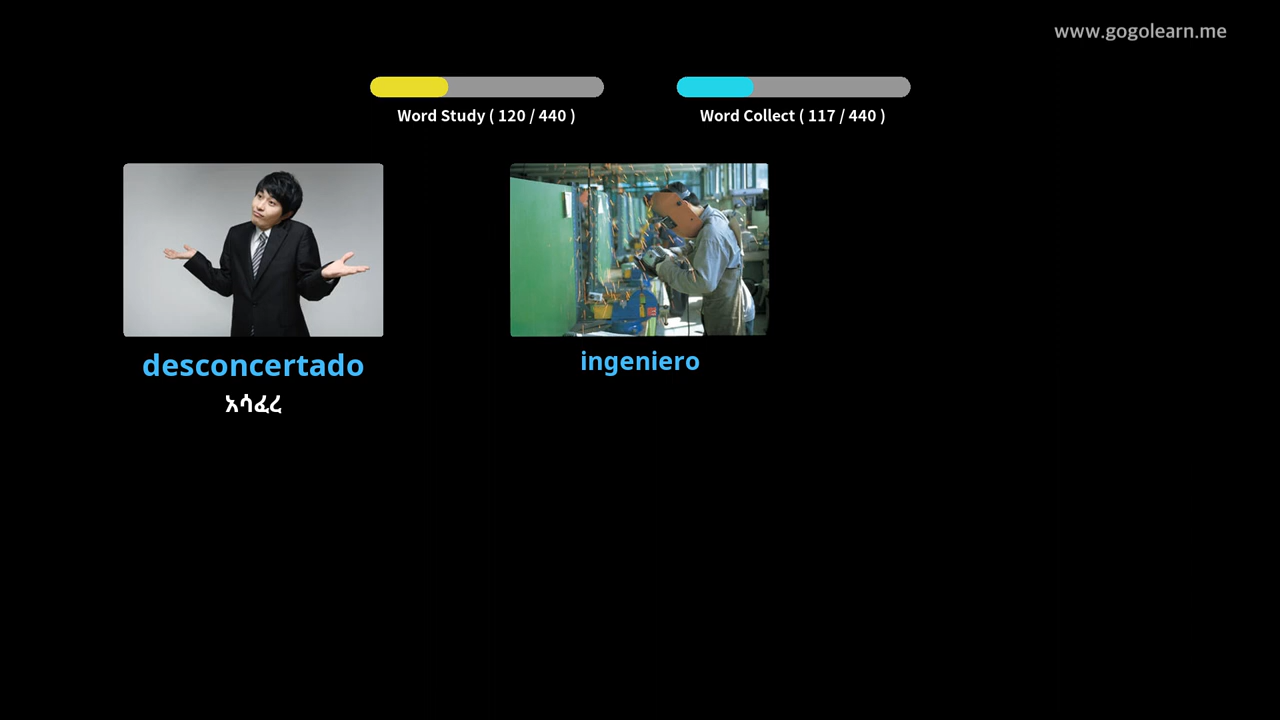 www.gogolearn.me
Word Study ( 120 / 440 )
Word Collect ( 117 / 440 )
desconcertado
አሳፈረ
ingeniero